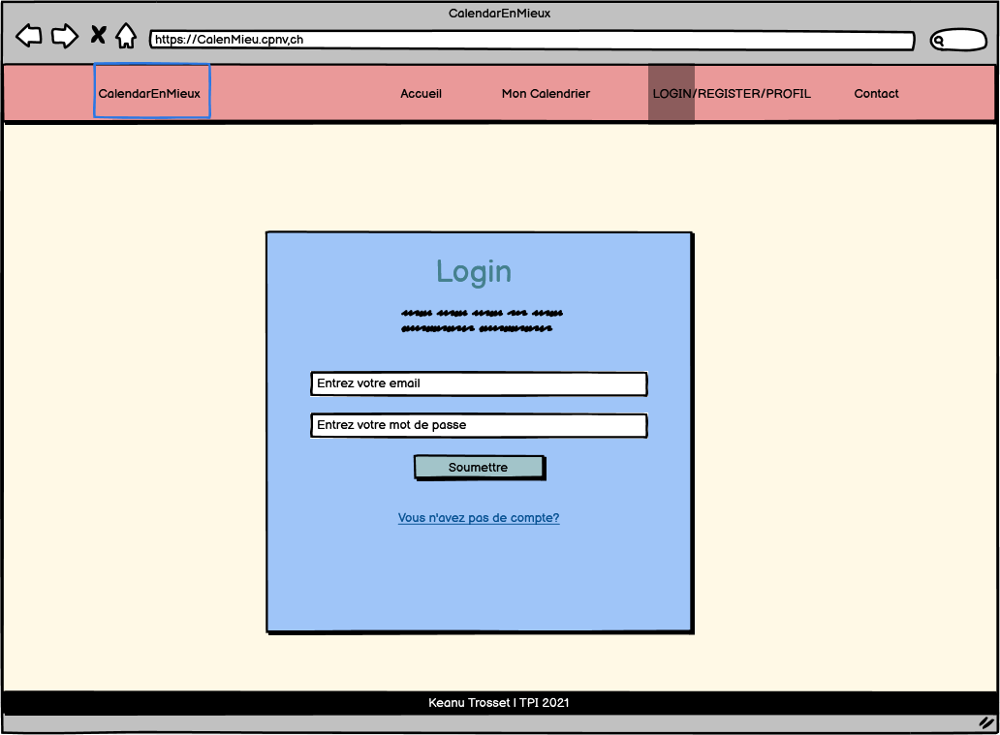 CalendarEnMieux
https://CalenMieu.cpnv,ch
CalendarEnMieux Accueil Mon Calendrier LOGIN/REGISTER/PROFIL Contact
Login
Entrez votre email
Entrez votre mot de passe
Soumettre
Vous n'avez pas de compte?
Keanu Trosset | TPI 2021